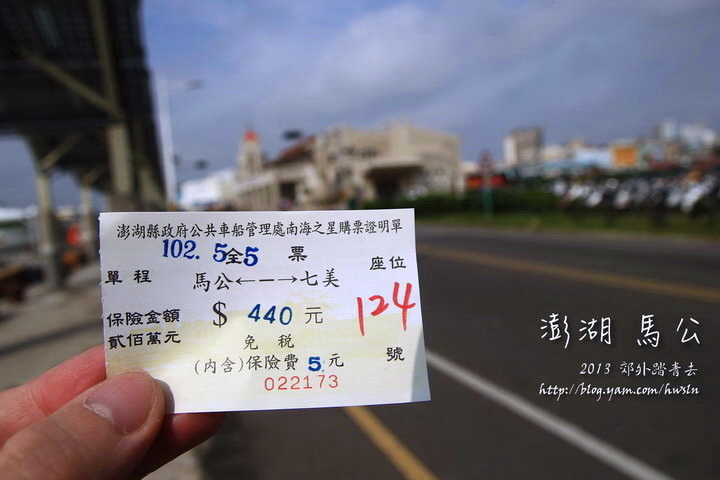 澎湖縣政府公共車船管理處南海之星購票證明單
102. 5全5 票
單程 馬公←─→七美 座位
保險金額 $ 440 元 124
貳佰萬元 免稅
(內含)保險費 5 元 號
022173
澎湖 馬公
2013 郊外踏青去
http://blog.yam.com/hwsln